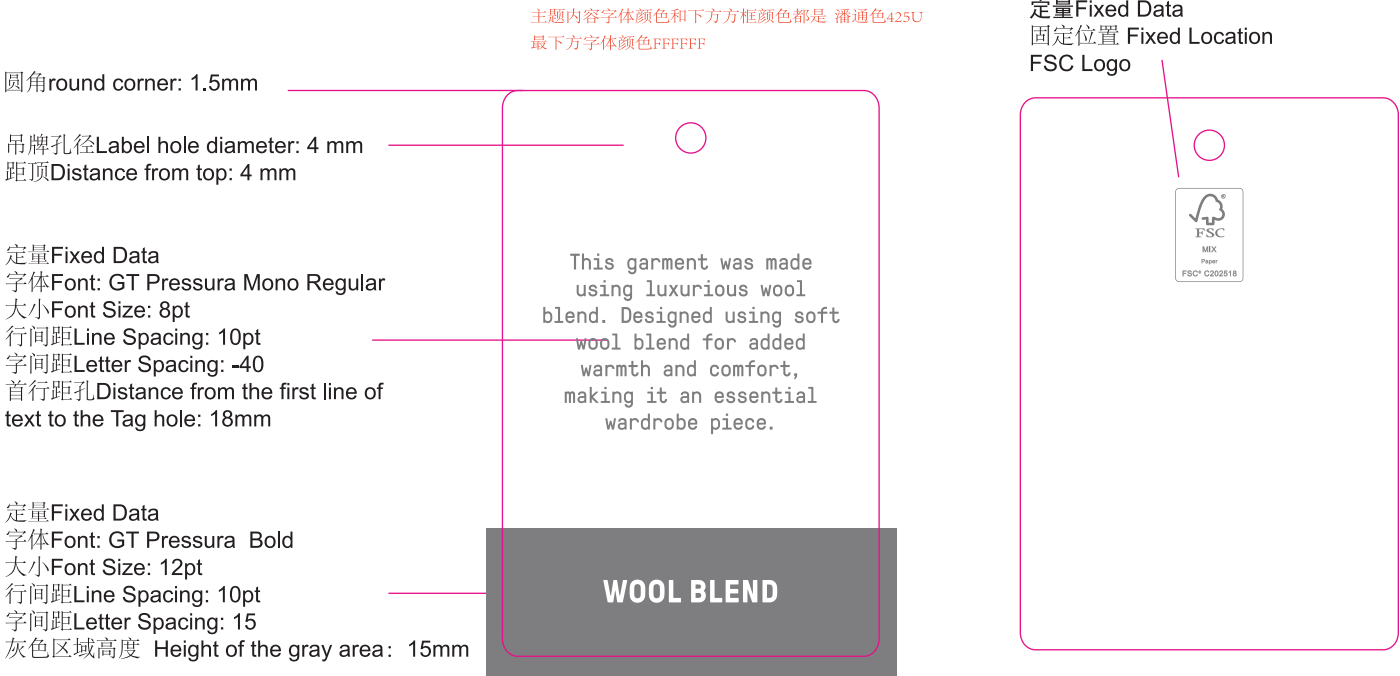 主题内容字体颜色和下方方框颜色都是 潘通色425U
最下方字体颜色FFFFFF
圆角round corner: 1.5mm
吊牌孔径Label hole diameter: 4 mm
距顶Distance from top: 4 mm
定量Fixed Data
字体Font: GT Pressura Mono Regular
大小Font Size: 8pt
行间距Line Spacing: 10pt
字间距Letter Spacing: -40
首行距孔Distance from the first line of
text to the Tag hole: 18mm
定量Fixed Data
字体Font: GT Pressura  Bold
大小Font Size: 12pt
行间距Line Spacing: 10pt
字间距Letter Spacing: 15
灰色区域高度  Height of the gray area： 15mm
This garment was made
using luxurious wool
blend. Designed using soft
wool blend for added
warmth and comfort,
making it an essential
wardrobe piece.
WOOL BLEND
定量Fixed Data
固定位置 Fixed Location
FSC Logo
®
FSC
MIX
Paper
FSC® C202518